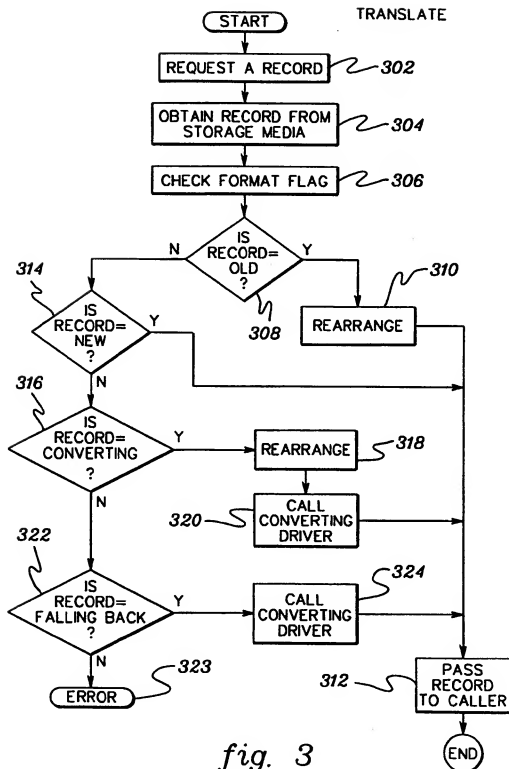 START
TRANSLATE
REQUEST A RECORD
302
OBTAIN RECORD FROM
STORAGE MEDIA
304
CHECK FORMAT FLAG
306
IS
RECORD=
OLD
?
N
Y
308
310
REARRANGE
314
IS
RECORD=
NEW
?
Y
N
316
IS
RECORD=
CONVERTING
?
Y
N
REARRANGE
318
320
CALL
CONVERTING
DRIVER
322
IS
RECORD=
FALLING BACK
?
Y
N
324
CALL
CONVERTING
DRIVER
ERROR
323
312
PASS
RECORD
TO CALLER
END
fig. 3